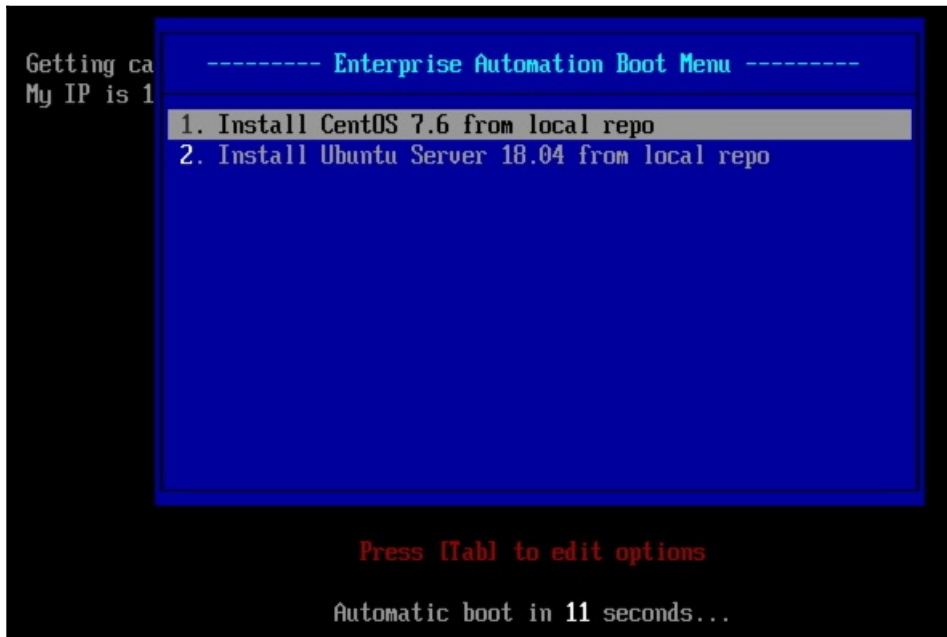 Getting ca
--------- Enterprise Automation Boot Menu ---------
My IP is 1
1. Install CentOS 7.6 from local repo
2. Install Ubuntu Server 18.04 from local repo
Press [Tab] to edit options
Automatic boot in 11 seconds...